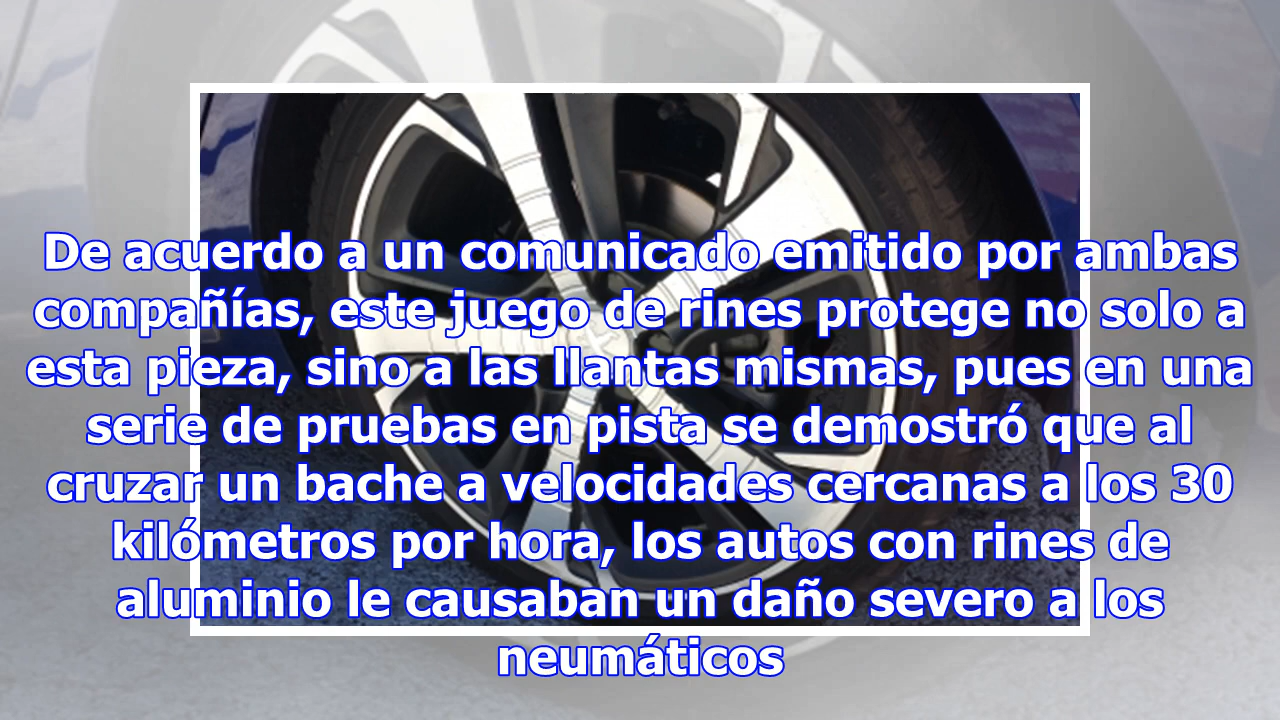 De acuerdo a un comunicado emitido por ambas
compañías, este juego de rines protege no solo a
esta pieza, sino a las llantas mismas, pues en una
serie de pruebas en pista se demostró que al
cruzar un bache a velocidades cercanas a los 30
kilómetros por hora, los autos con rines de
aluminio le causaban un daño severo a los
neumáticos